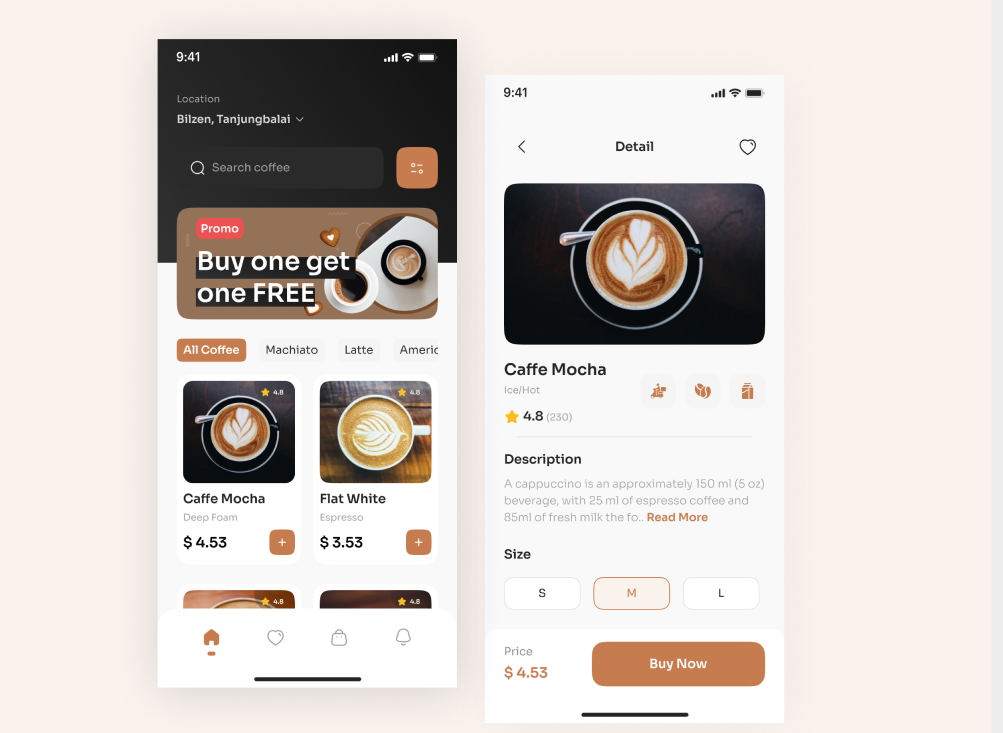 9:41
Location
Bilzen, Tanjungbalai
Search coffee
Promo
Buy one get
one FREE
All Coffee
Machiato
Latte
Americ
4.8
4.8
Caffe Mocha
Flat White
Deep Foam
Espresso
$ 4.53
+
$ 3.53
+
4.8
4.8
9:41
Detail
Caffe Mocha
Ice/Hot
4.8 (230)
Description
A cappuccino is an approximately 150 ml (5 oz)
beverage, with 25 ml of espresso coffee and
85ml of fresh milk the fo.. Read More
Size
S
M
L
Price
$ 4.53
Buy Now